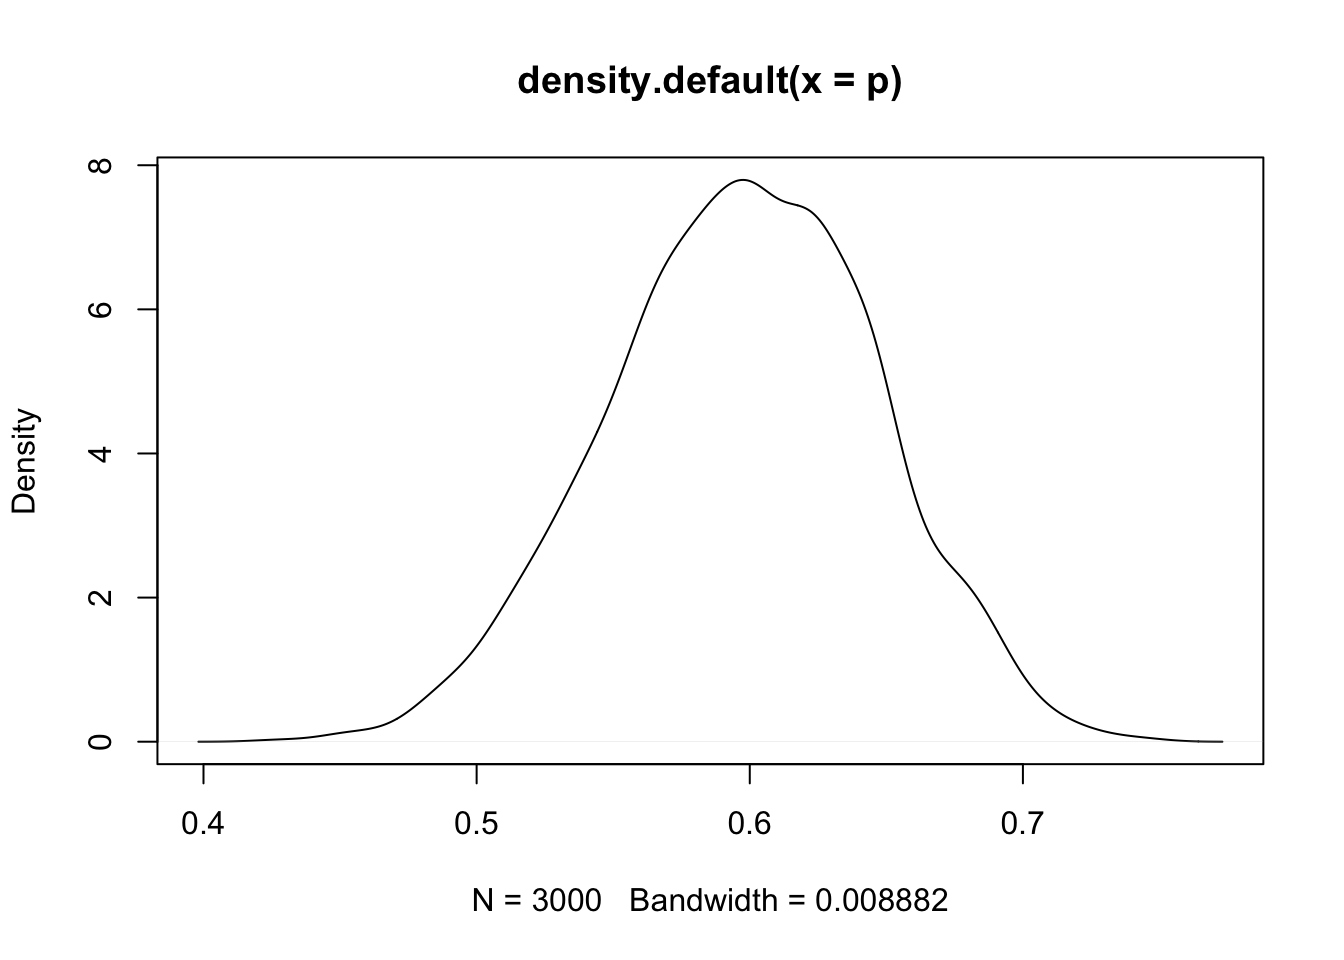 density.default(x = p)
Density
8
6
4
2
0
0.4 0.5 0.6 0.7
N = 3000 Bandwidth = 0.008882